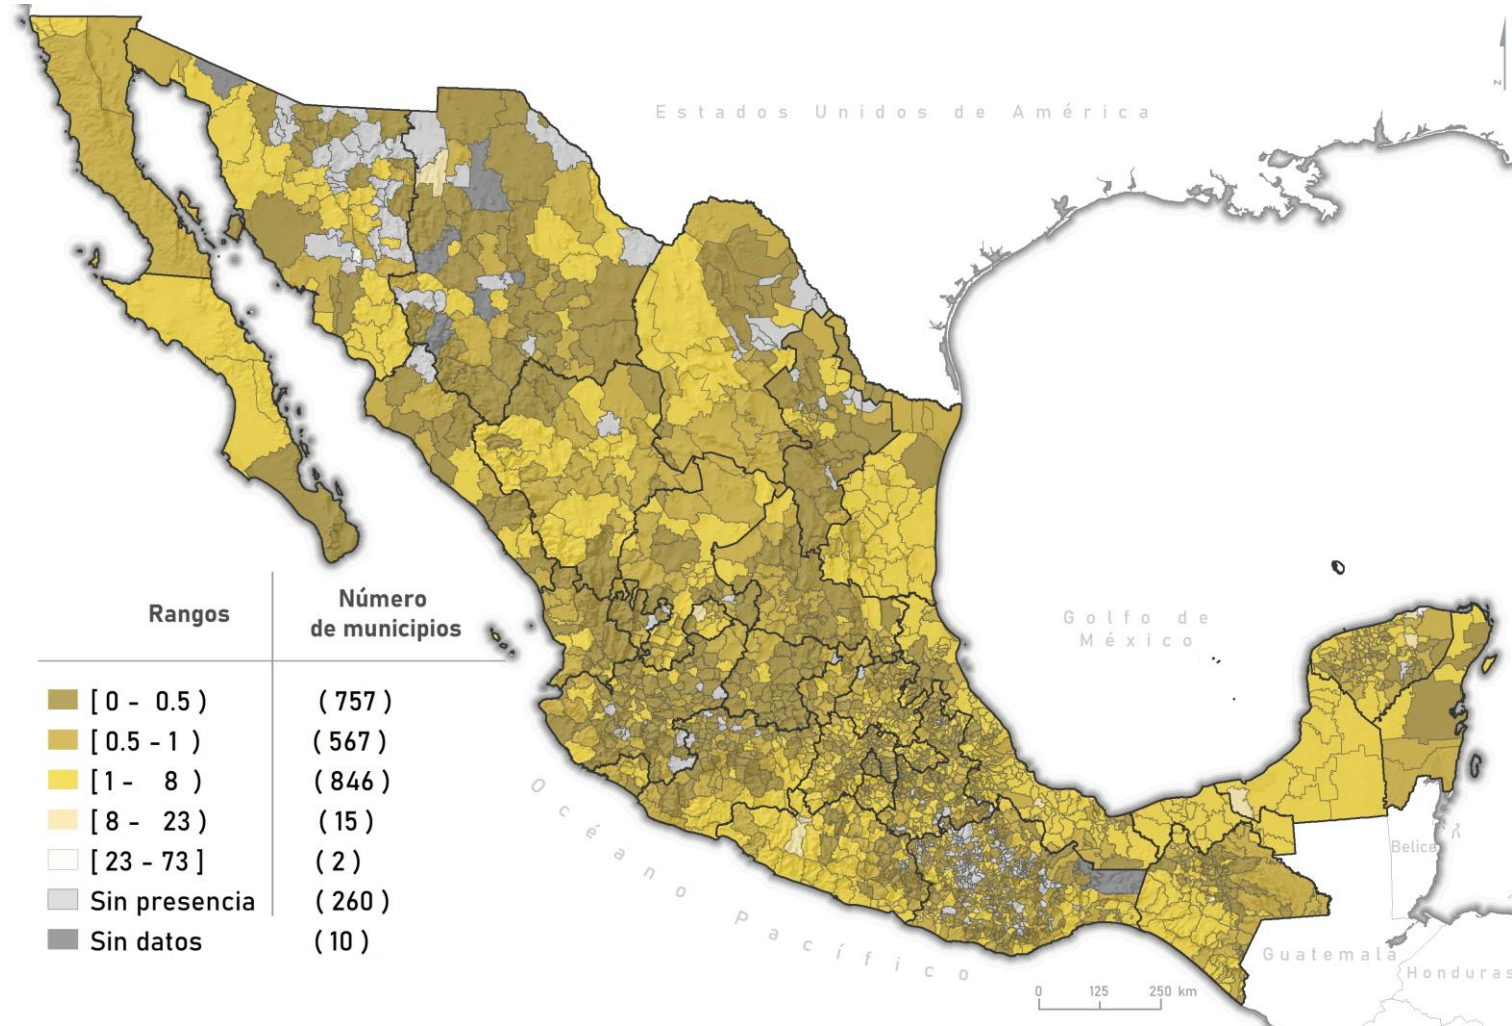 Estados Unidos de América
N
Golfo de
México
Rangos
Número
de municipios
[ 0 - 0.5 ) ( 757 )
[ 0.5 - 1 ) ( 567 )
[ 1 - 8 ) ( 846 )
[ 8 - 23 ) ( 15 )
[ 23 - 73 ] ( 2 )
Sin presencia ( 260 )
Sin datos ( 10 )
Océano Pacífico
Belice
Guatemala
Honduras
0 125 250 km